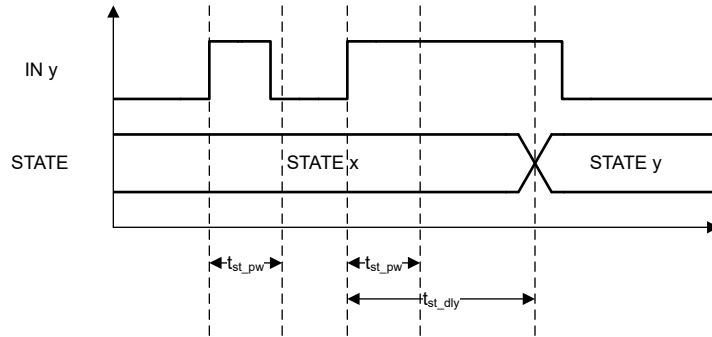 IN y
STATE
STATE x
STATE y
tst_pw
tst_pw
tst_dly